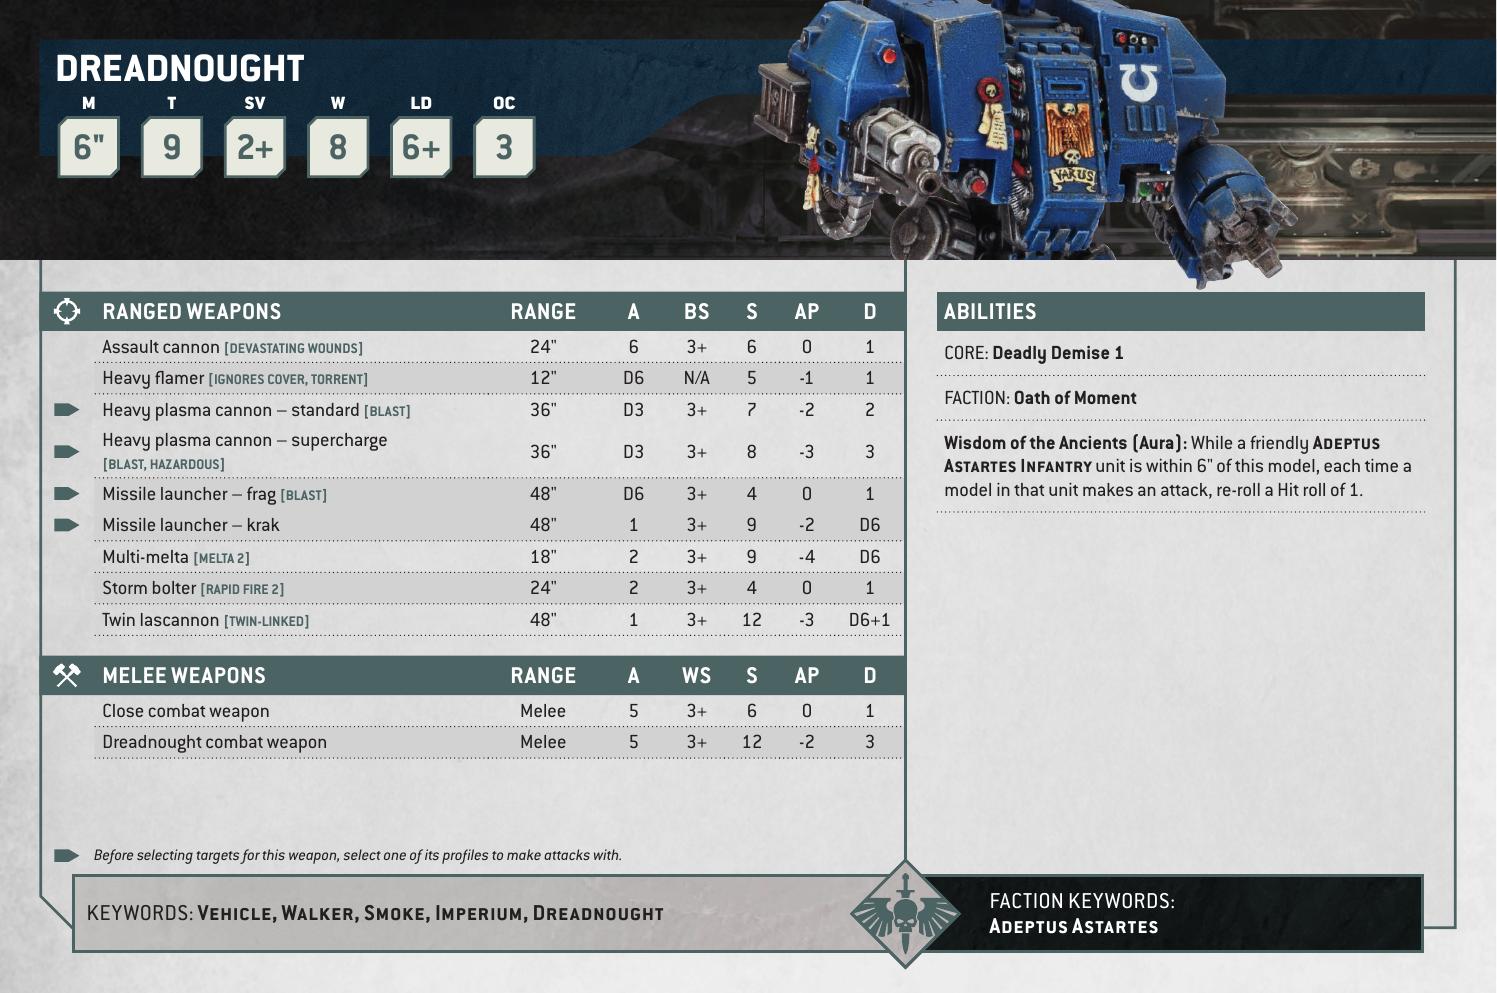 DREADNOUGHT
M T SV W LD OC
6" 9 2+ 8 6+ 3
VARUS
RANGED WEAPONS RANGE A BS S AP D
Assault cannon [DEVASTATING WOUNDS] 24" 6 3+ 6 0 1
Heavy flamer [IGNORES COVER, TORRENT] 12" D6 N/A 5 -1 1
Heavy plasma cannon – standard [BLAST] 36" D3 3+ 7 -2 2
Heavy plasma cannon – supercharge
[BLAST, HAZARDOUS] 36" D3 3+ 8 -3 3
Missile launcher – frag [BLAST] 48" D6 3+ 4 0 1
Missile launcher – krak 48" 1 3+ 9 -2 D6
Multi-melta [MELTA 2] 18" 2 3+ 9 -4 D6
Storm bolter [RAPID FIRE 2] 24" 2 3+ 4 0 1
Twin lascannon [TWIN-LINKED] 48" 1 3+ 12 -3 D6+1
MELEE WEAPONS RANGE A WS S AP D
Close combat weapon Melee 5 3+ 6 0 1
Dreadnought combat weapon Melee 5 3+ 12 -2 3
Before selecting targets for this weapon, select one of its profiles to make attacks with.
ABILITIES
CORE: Deadly Demise 1
FACTION: Oath of Moment
Wisdom of the Ancients (Aura): While a friendly ADEPTUS
ASTARTES INFANTRY unit is within 6" of this model, each time a
model in that unit makes an attack, re-roll a Hit roll of 1.
KEYWORDS: VEHICLE, WALKER, SMOKE, IMPERIUM, DREADNOUGHT
FACTION KEYWORDS:
ADEPTUS ASTARTES